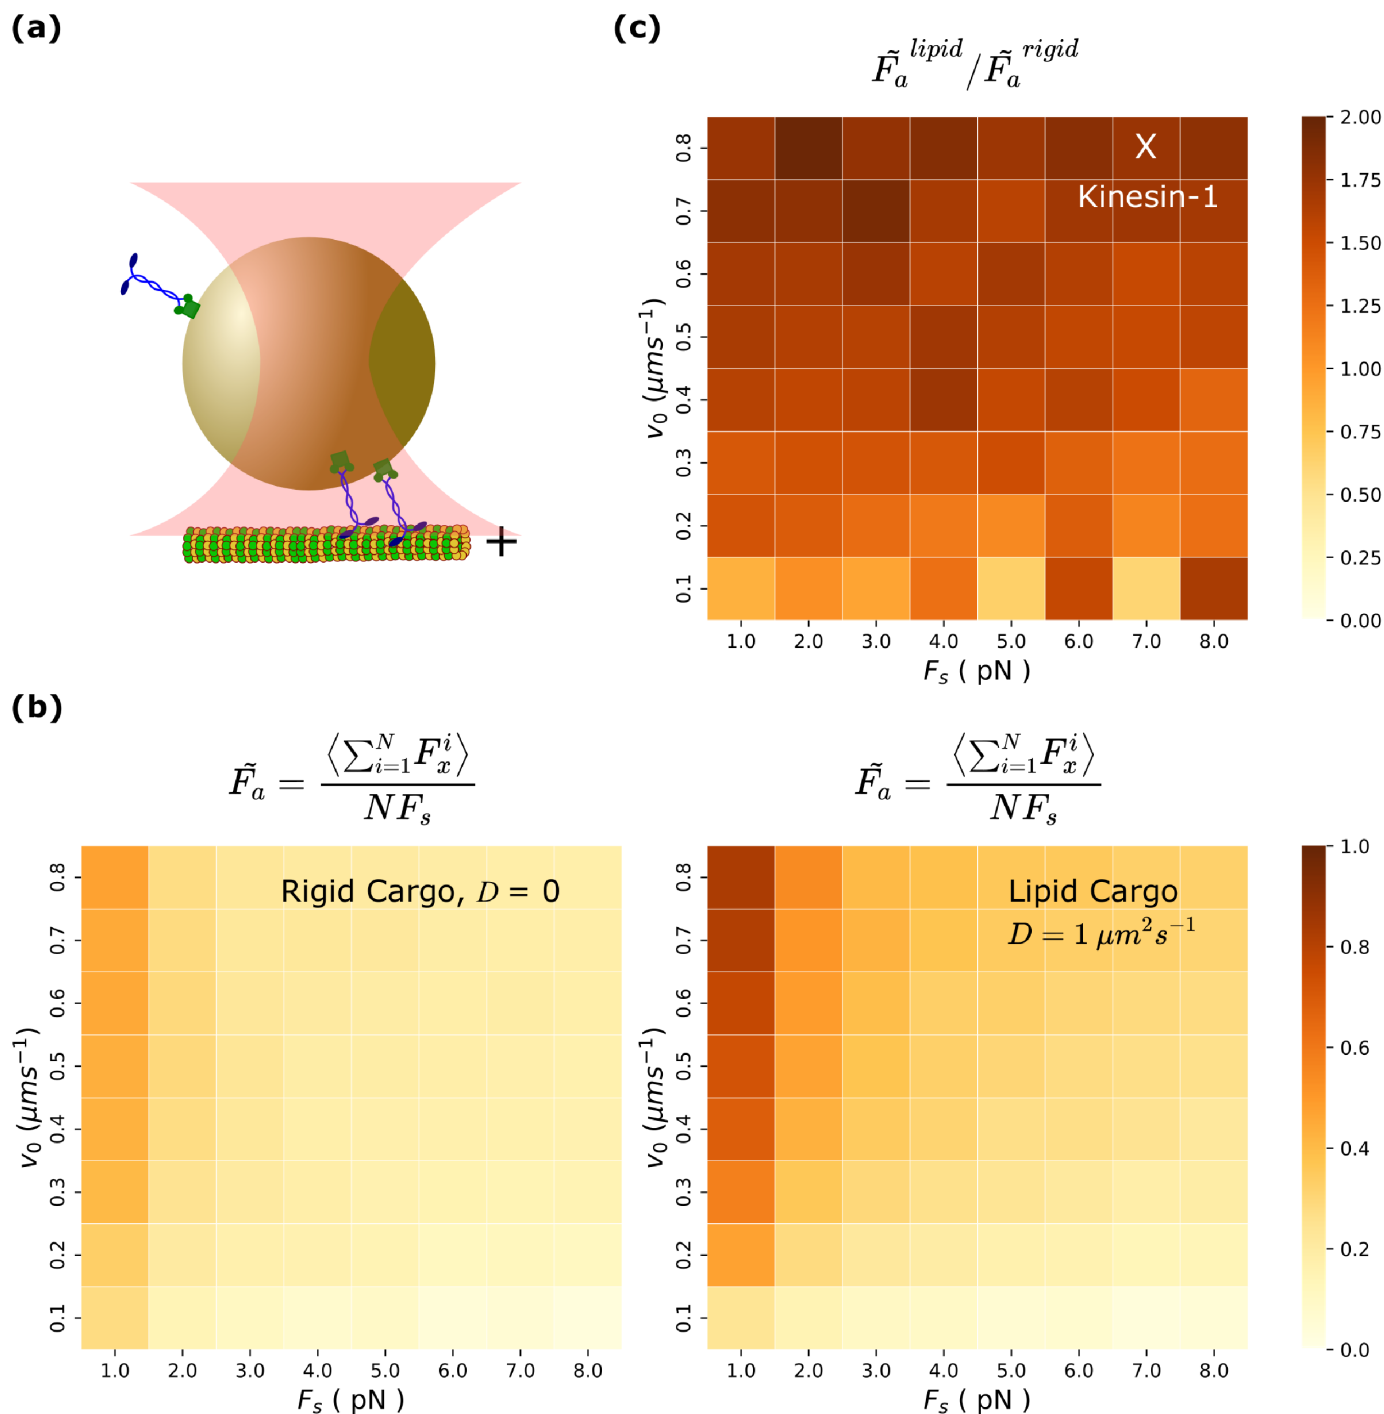 (a)
+
(c)
F̃ₐ^lipid / F̃ₐ^rigid
X
Kinesin-1
v₀ (μms⁻¹)
0.8
0.7
0.6
0.5
0.4
0.3
0.2
0.1
1.0 2.0 3.0 4.0 5.0 6.0 7.0 8.0
Fₛ ( pN )
2.00
1.75
1.50
1.25
1.00
0.75
0.50
0.25
0.00
(b)
F̃ₐ = ⟨∑ᵢ₌₁ᴺ Fₓⁱ⟩ / NFₛ
Rigid Cargo, D = 0
v₀ (μms⁻¹)
0.8
0.7
0.6
0.5
0.4
0.3
0.2
0.1
1.0 2.0 3.0 4.0 5.0 6.0 7.0 8.0
Fₛ ( pN )
F̃ₐ = ⟨∑ᵢ₌₁ᴺ Fₓⁱ⟩ / NFₛ
Lipid Cargo
D = 1 μm²s⁻¹
v₀ (μms⁻¹)
0.8
0.7
0.6
0.5
0.4
0.3
0.2
0.1
1.0 2.0 3.0 4.0 5.0 6.0 7.0 8.0
Fₛ ( pN )
1.0
0.8
0.6
0.4
0.2
0.0